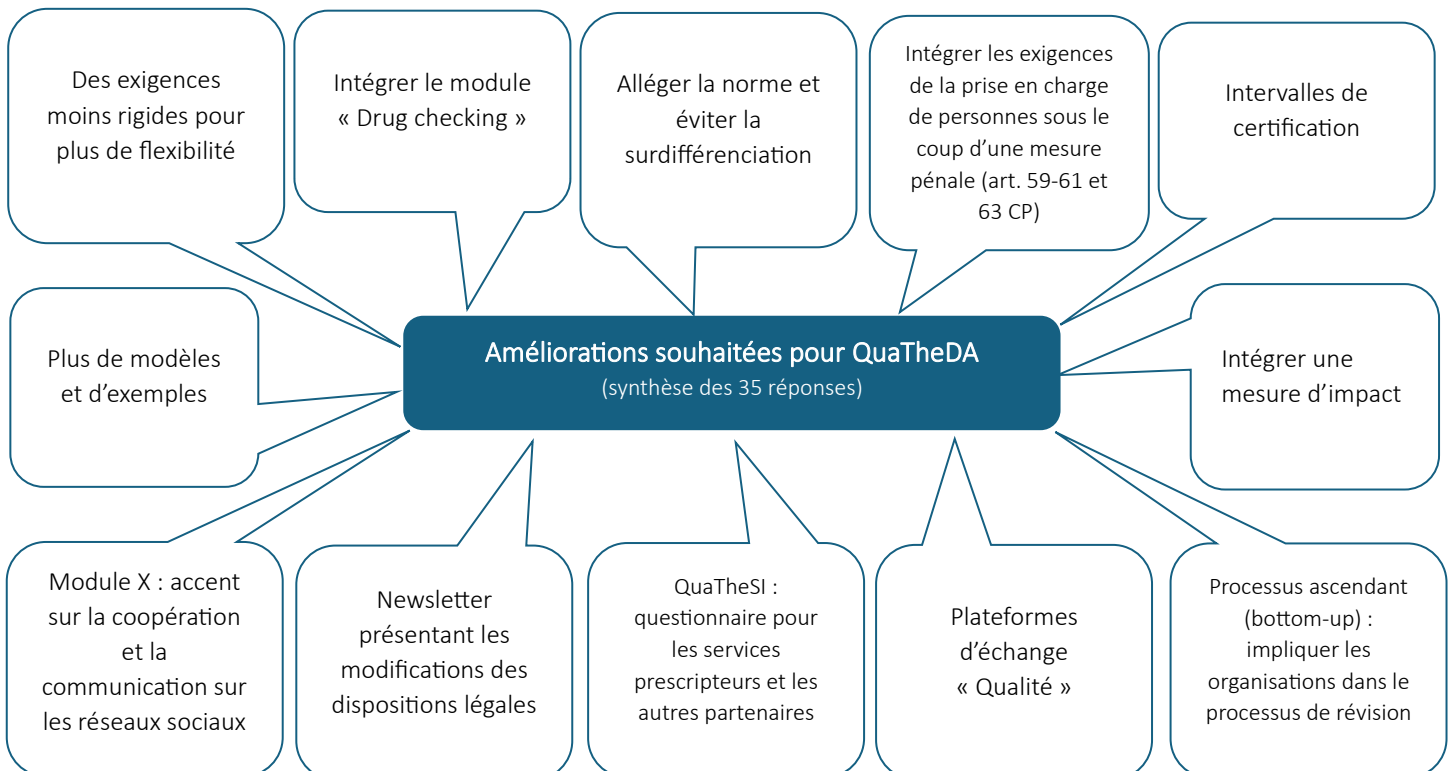 Des exigences
moins rigides pour
plus de flexibilité
Intégrer le module
« Drug checking »
Alléger la norme et
éviter la
surdifférenciation
Intégrer les exigences
de la prise en charge
de personnes sous le
coup d’une mesure
pénale (art. 59-61 et
63 CP)
Intervalles de
certification
Plus de modèles
et d’exemples
Améliorations souhaitées pour QuaTheDA
(synthèse des 35 réponses)
Intégrer une
mesure d’impact
Module X : accent
sur la coopération
et la
communication sur
les réseaux sociaux
Newsletter
présentant les
modifications des
dispositions légales
QuaTheSI :
questionnaire pour
les services
prescripteurs et les
autres partenaires
Plateformes
d’échange
« Qualité »
Processus ascendant
(bottom-up) :
impliquer les
organisations dans le
processus de révision